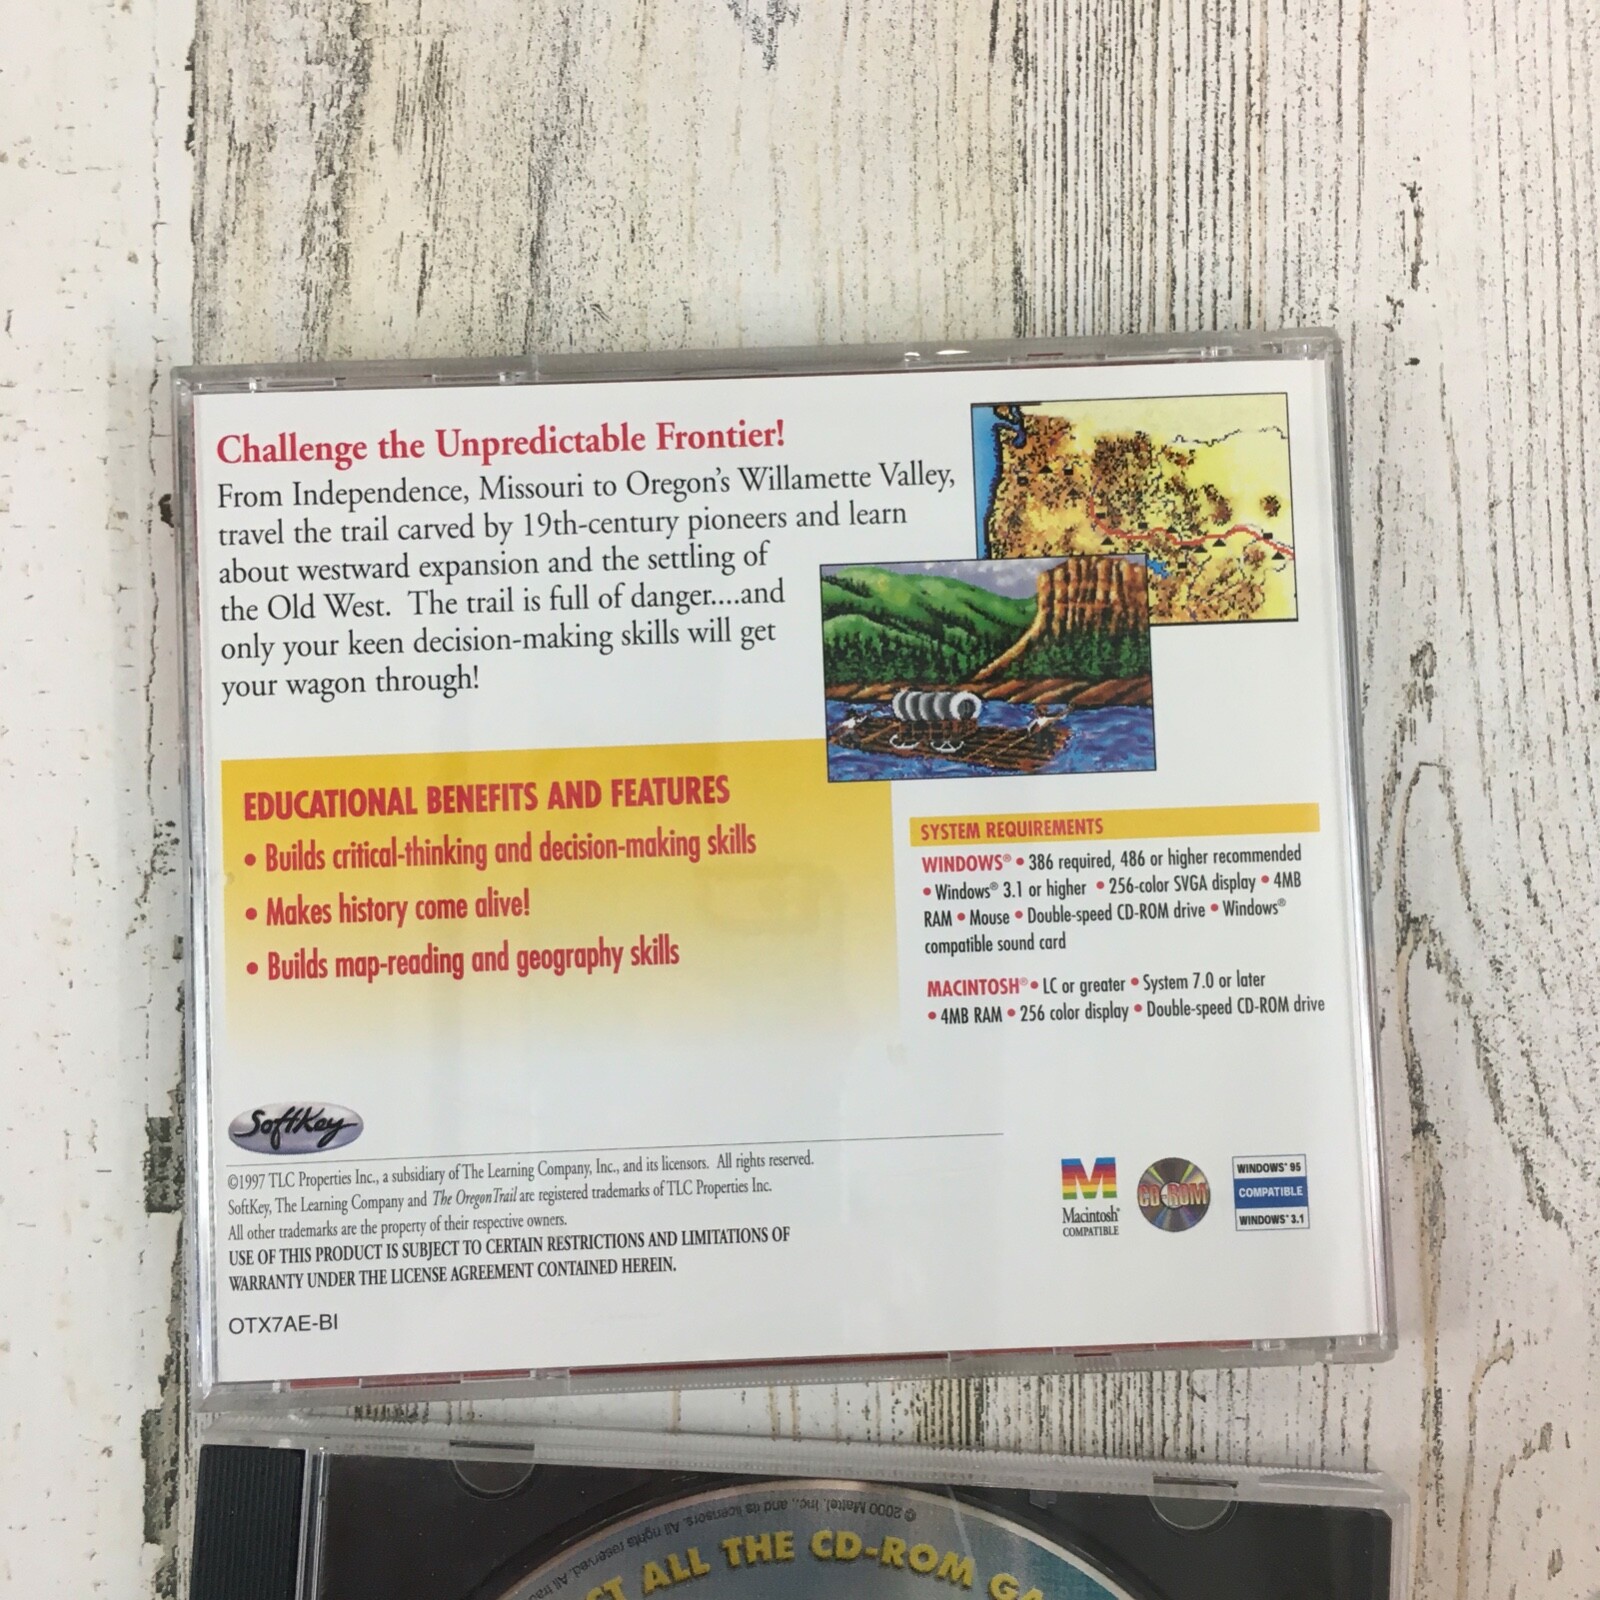 Challenge the Unpredictable Frontier!
From Independence, Missouri to Oregon's Willamette Valley,
travel the trail carved by 19th-century pioneers and learn
about westward expansion and the settling of
the Old West. The trail is full of danger....and
only your keen decision-making skills will get
your wagon through!
EDUCATIONAL BENEFITS AND FEATURES
• Builds critical-thinking and decision-making skills
• Makes history come alive!
• Builds map-reading and geography skills
SYSTEM REQUIREMENTS
WINDOWS® • 386 required, 486 or higher recommended
• Windows® 3.1 or higher • 256-color SVGA display • 4MB
RAM • Mouse • Double-speed CD-ROM drive • Windows®
compatible sound card
MACINTOSH® • LC or greater • System 7.0 or later
• 4MB RAM • 256 color display • Double-speed CD-ROM drive
SoftKey
©1997 TLC Properties Inc., a subsidiary of The Learning Company, Inc., and its licensors. All rights reserved.
SoftKey, The Learning Company and The Oregon Trail are registered trademarks of TLC Properties Inc.
All other trademarks are the property of their respective owners.
USE OF THIS PRODUCT IS SUBJECT TO CERTAIN RESTRICTIONS AND LIMITATIONS OF
WARRANTY UNDER THE LICENSE AGREEMENT CONTAINED HEREIN.
OTX7AE-BI
Macintosh®
COMPATIBLE
CD-ROM
WINDOWS® 95
COMPATIBLE
WINDOWS® 3.1
© 2000 Mattel, Inc., and its licensors. All rights reserved. All
ALL THE CD-ROM